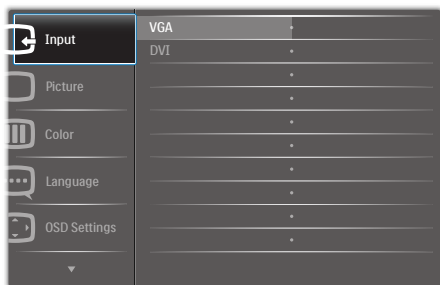 Input
Picture
Color
Language
OSD Settings
VGA
DVI